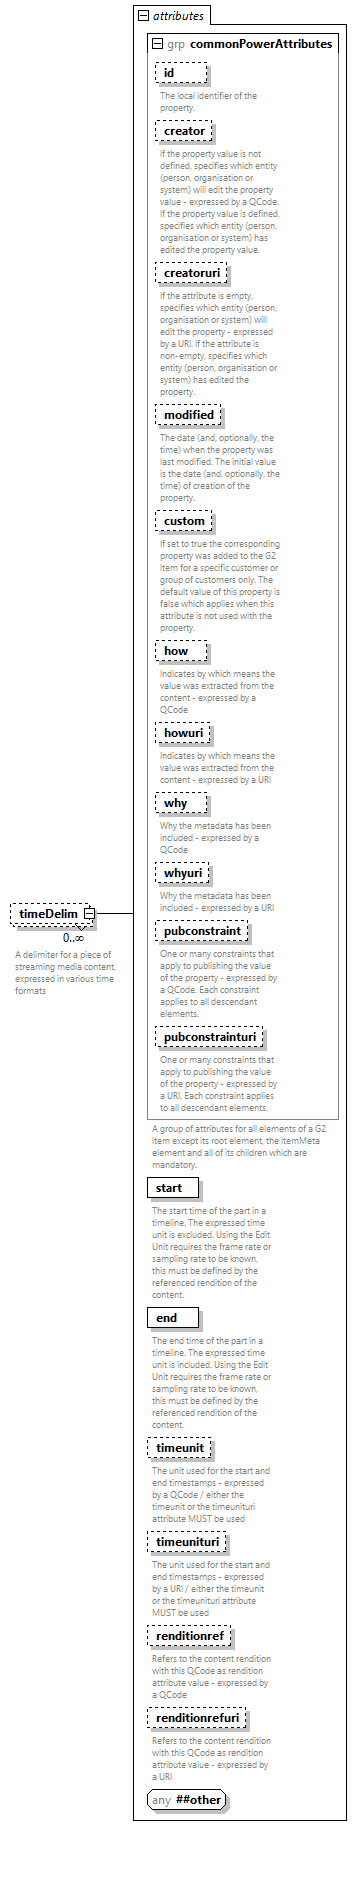 attributes
grp commonPowerAttributes
id
The local identifier of the
property.
creator
If the property value is not
defined, specifies which entity
(person, organisation or
system) will edit the property
value - expressed by a QCode.
If the property value is defined,
specifies which entity (person,
organisation or system) has
edited the property value.
creatoruri
If the attribute is empty,
specifies which entity (person,
organisation or system) will
edit the property - expressed
by a URI. If the attribute is
non-empty, specifies which
entity (person, organisation or
system) has edited the
property.
modified
The date (and, optionally, the
time) when the property was
last modified. The initial value
is the date (and, optionally, the
time) of creation of the
property.
custom
If set to true the corresponding
property was added to the G2
Item for a specific customer or
group of customers only. The
default value of this property is
false which applies when this
attribute is not used with the
property.
how
Indicates by which means the
value was extracted from the
content - expressed by a
QCode
howuri
Indicates by which means the
value was extracted from the
content - expressed by a URI
why
Why the metadata has been
included - expressed by a
QCode
whyuri
Why the metadata has been
included - expressed by a URI
timeDelim
0..∞
A delimiter for a piece of
streaming media content,
expressed in various time
formats
pubconstraint
One or many constraints that
apply to publishing the value
of the property - expressed by
a QCode. Each constraint
applies to all descendant
elements.
pubconstrainturi
One or many constraints that
apply to publishing the value
of the property - expressed by
a URI. Each constraint applies
to all descendant elements.
A group of attributes for all elements of a G2
Item except its root element, the itemMeta
element and all of its children which are
mandatory.
start
The start time of the part in a
timeline. The expressed time
unit is excluded. Using the Edit
Unit requires the frame rate or
sampling rate to be known,
this must be defined by the
referenced rendition of the
content.
end
The end time of the part in a
timeline. The expressed time
unit is included. Using the Edit
Unit requires the frame rate or
sampling rate to be known,
this must be defined by the
referenced rendition of the
content.
timeunit
The unit used for the start and
end timestamps - expressed
by a QCode / either the
timeunit or the timeunituri
attribute MUST be used
timeunituri
The unit used for the start and
end timestamps - expressed
by a URI / either the timeunit
or the timeunituri attribute
MUST be used
renditionref
Refers to the content rendition
with this QCode as rendition
attribute value - expressed by
a QCode
renditionrefuri
Refers to the content rendition
with this QCode as rendition
attribute value - expressed by
a URI
any ##other